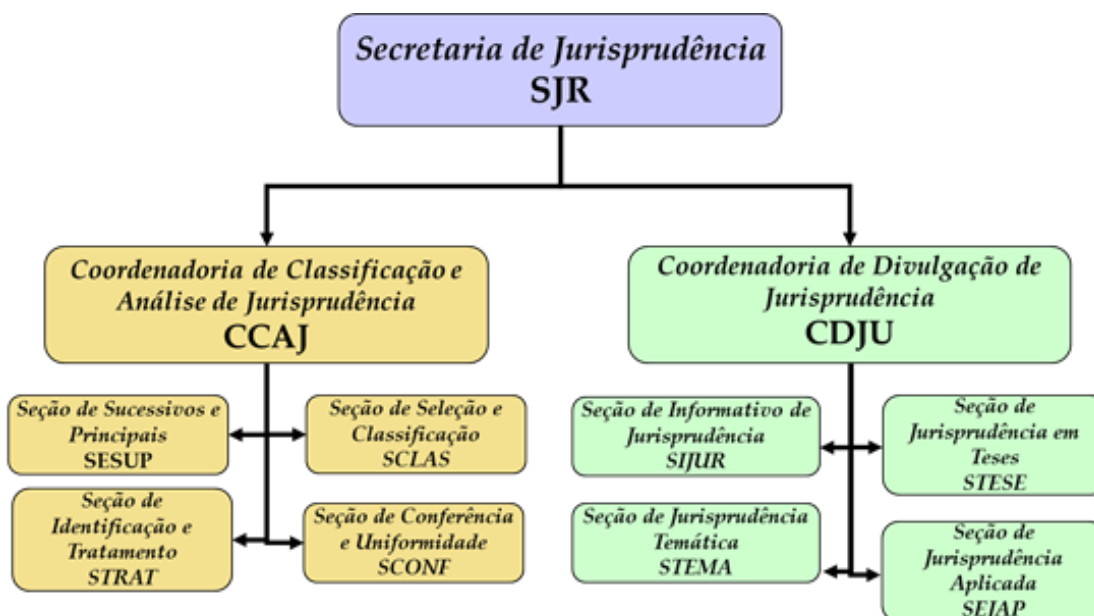 Secretaria de Jurisprudência
SJR
Coordenadoria de Classificação e
Análise de Jurisprudência
CCAJ
Coordenadoria de Divulgação de
Jurisprudência
CDJU
Seção de Sucessivos e
Principais
SESUP
Seção de Seleção e
Classificação
SCLAS
Seção de
Identificação e
Tratamento
STRAT
Seção de Conferência
e Uniformidade
SCONF
Seção de Informativo de
Jurisprudência
SIJUR
Seção de
Jurisprudência em
Teses
STESE
Seção de Jurisprudência
Temática
STEMA
Seção de
Jurisprudência
Aplicada
SEJAP